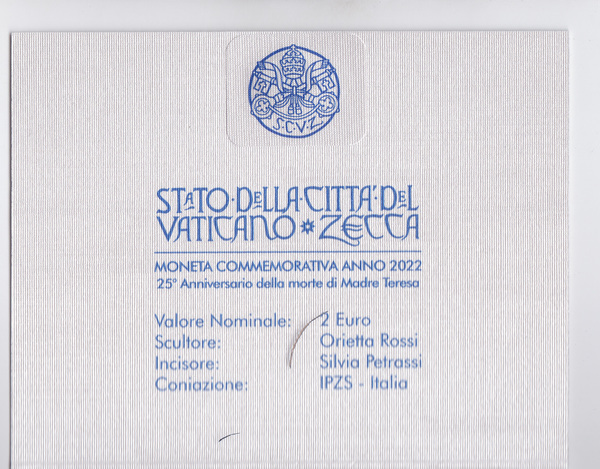 S.C.V.Z.
STATO·DELLA·CITTA'·DEL
VATICANO ZECCA
MONETA COMMEMORATIVA ANNO 2022
25° Anniversario della morte di Madre Teresa
Valore Nominale: 2 Euro
Scultore: Orietta Rossi
Incisore: Silvia Petrassi
Coniazione: IPZS - Italia